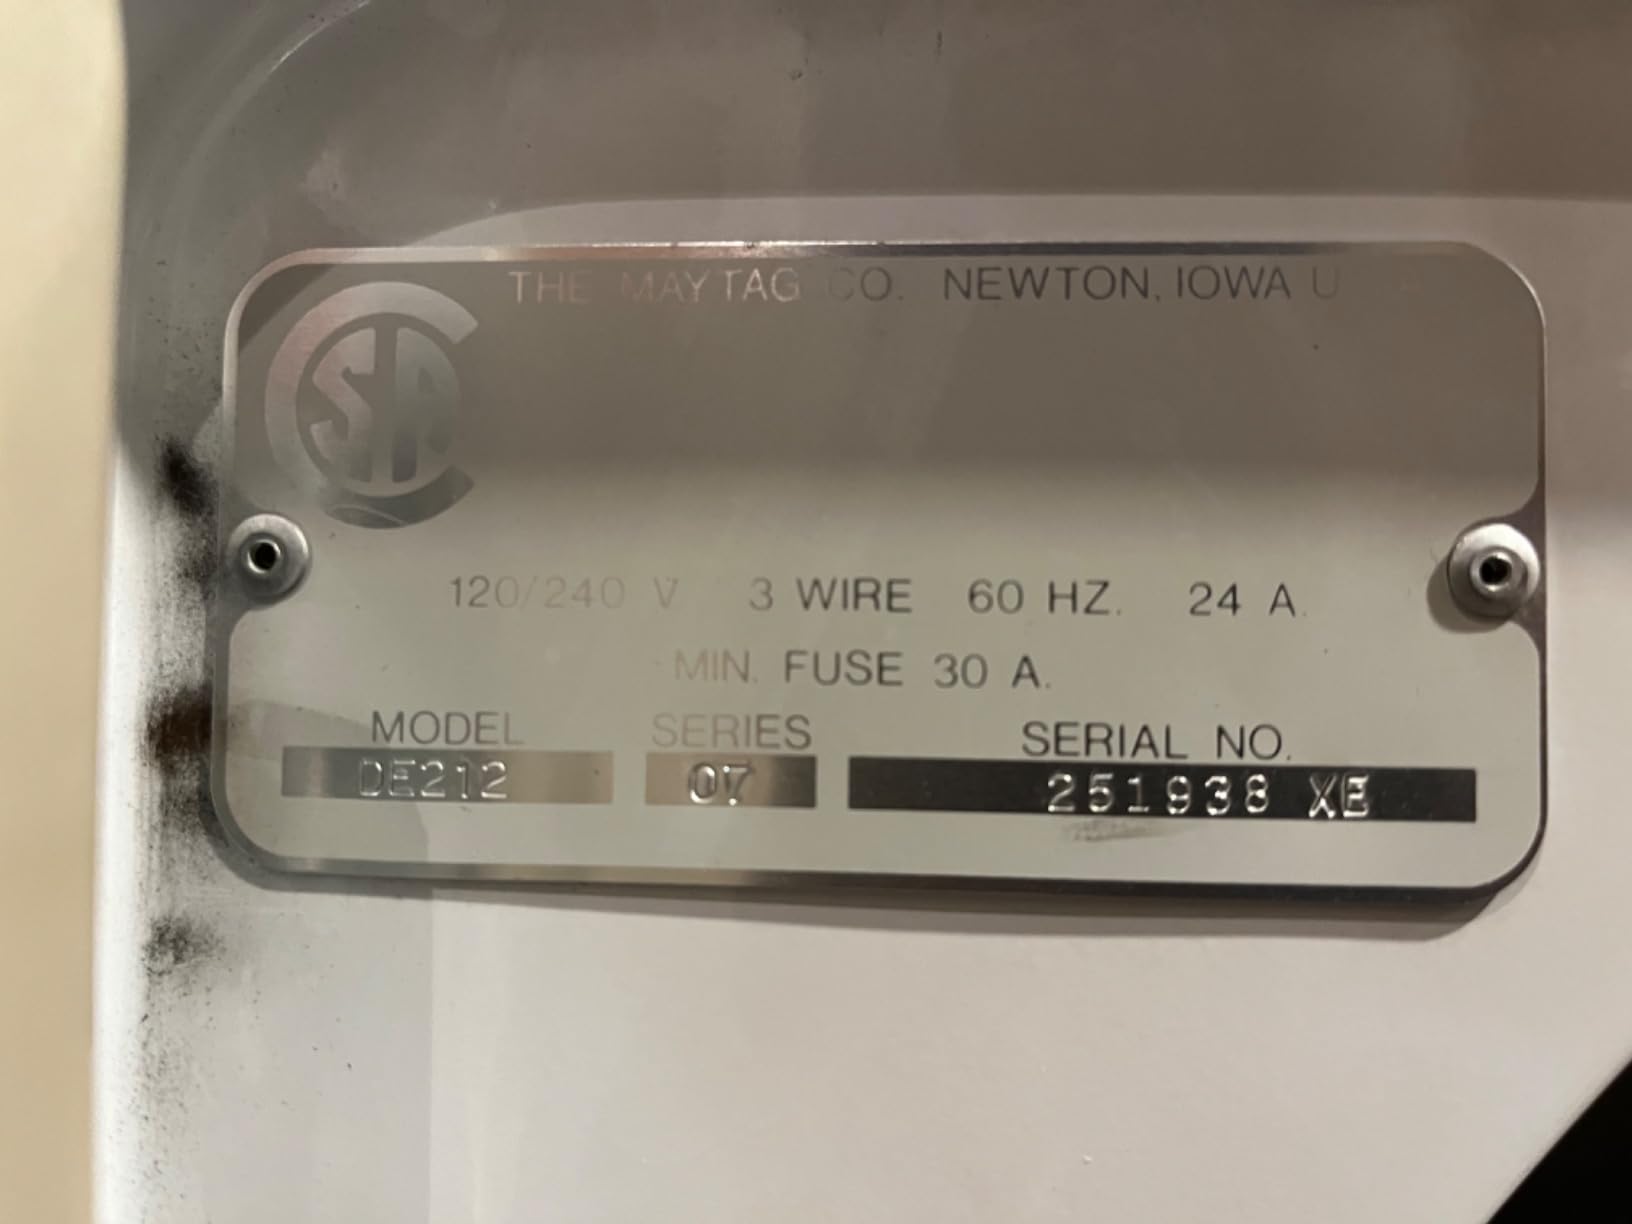 THE MAYTAG CO. NEWTON, IOWA U.S.A.
CSA
120/240 V 3 WIRE 60 HZ. 24 A.
MIN. FUSE 30 A.
MODEL SERIES SERIAL NO.
DE212 07 251938 XE